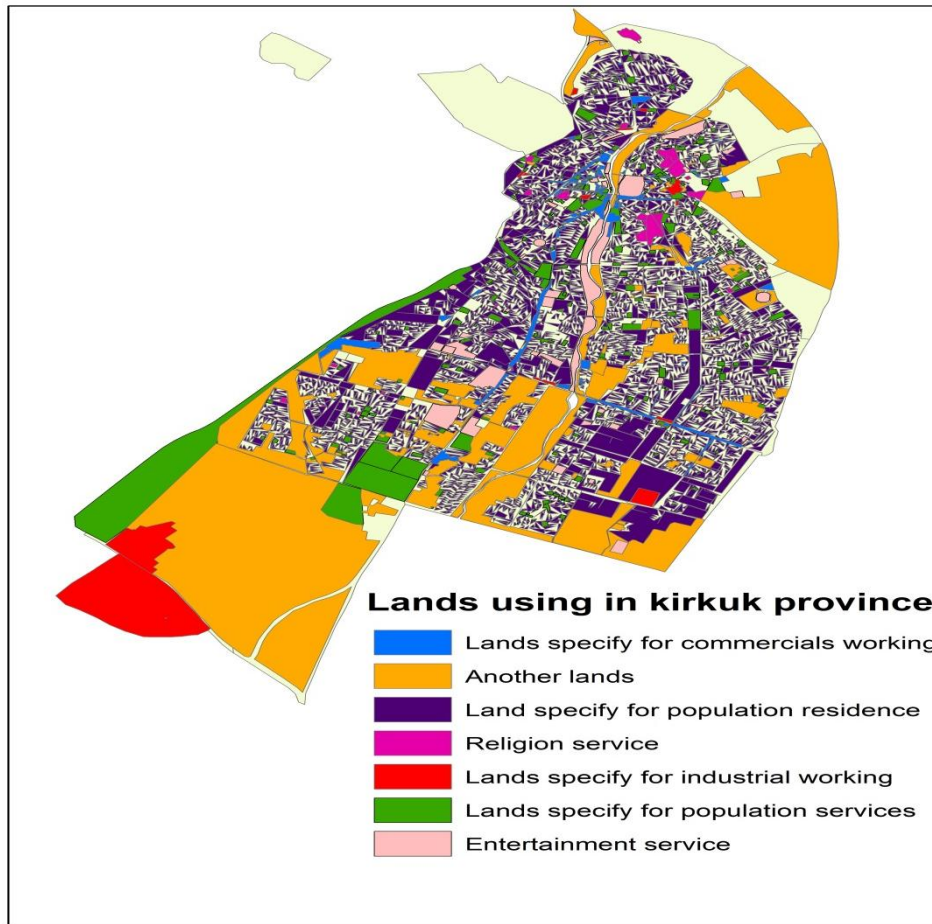 Lands using in kirkuk province
Lands specify for commercials working
Another lands
Land specify for population residence
Religion service
Lands specify for industrial working
Lands specify for population services
Entertainment service